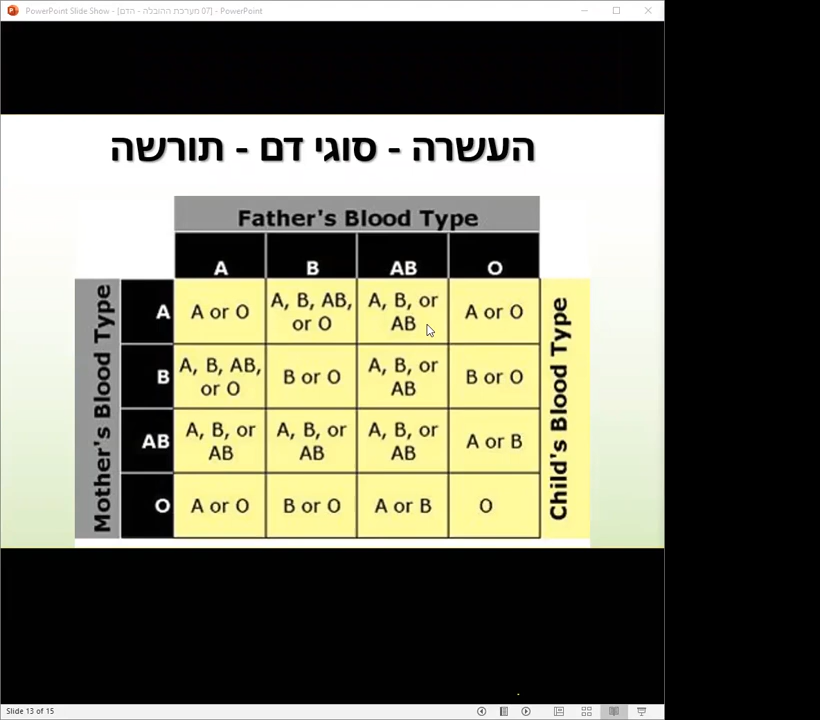 PowerPoint Slide Show - [07 מערכת ההובלה - הדם] - PowerPoint
העשרה - סוגי דם - תורשה
Father's Blood Type
A B AB O
Mother's Blood Type
A A or O A, B, AB, or O A, B, or AB A or O
B A, B, AB, or O B or O A, B, or AB B or O
AB A, B, or AB A, B, or AB A, B, or AB A or B
O A or O B or O A or B O
Child's Blood Type
Slide 13 of 15